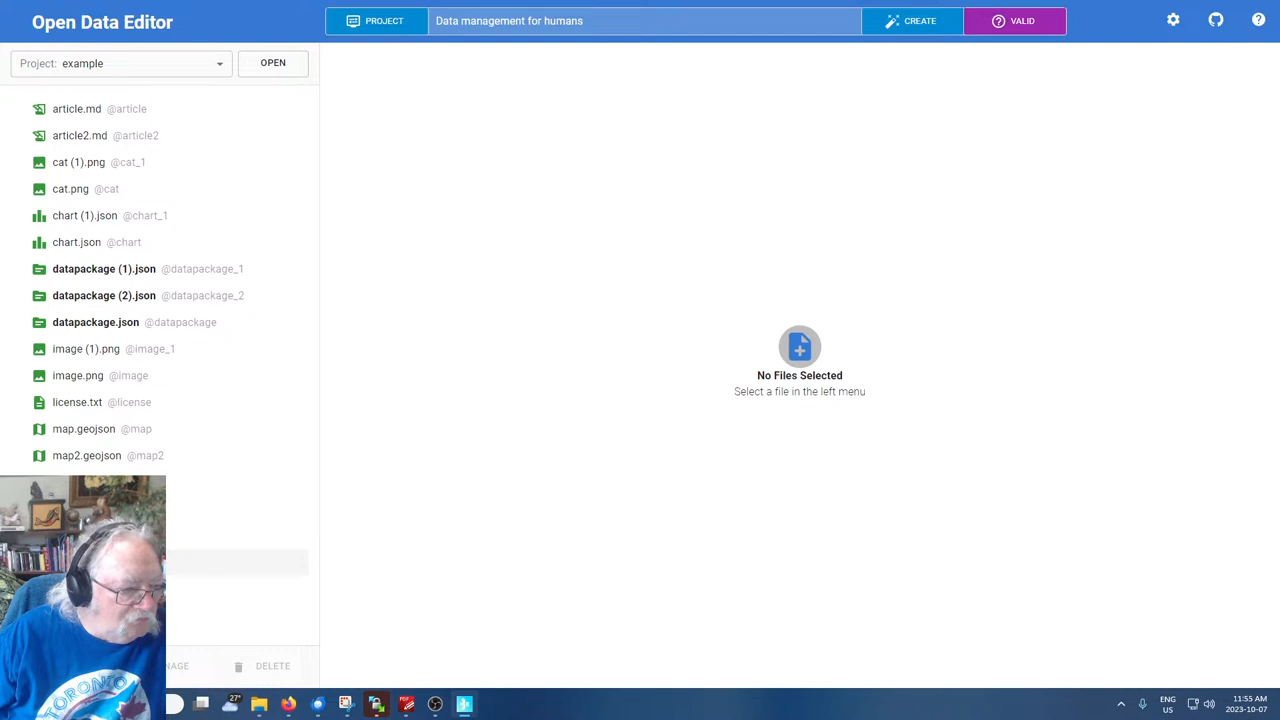 Open Data Editor
PROJECT
Data management for humans
CREATE
VALID
Project: example
OPEN
article.md @article
article2.md @article2
cat (1).png @cat_1
cat.png @cat
chart (1).json @chart_1
chart.json @chart
datapackage (1).json @datapackage_1
datapackage (2).json @datapackage_2
datapackage.json @datapackage
image (1).png @image_1
image.png @image
license.txt @license
map.geojson @map
map2.geojson @map2
No Files Selected
Select a file in the left menu
NAGE
DELETE
TORONTO
27°
ENG
US
11:55 AM
2023-10-07